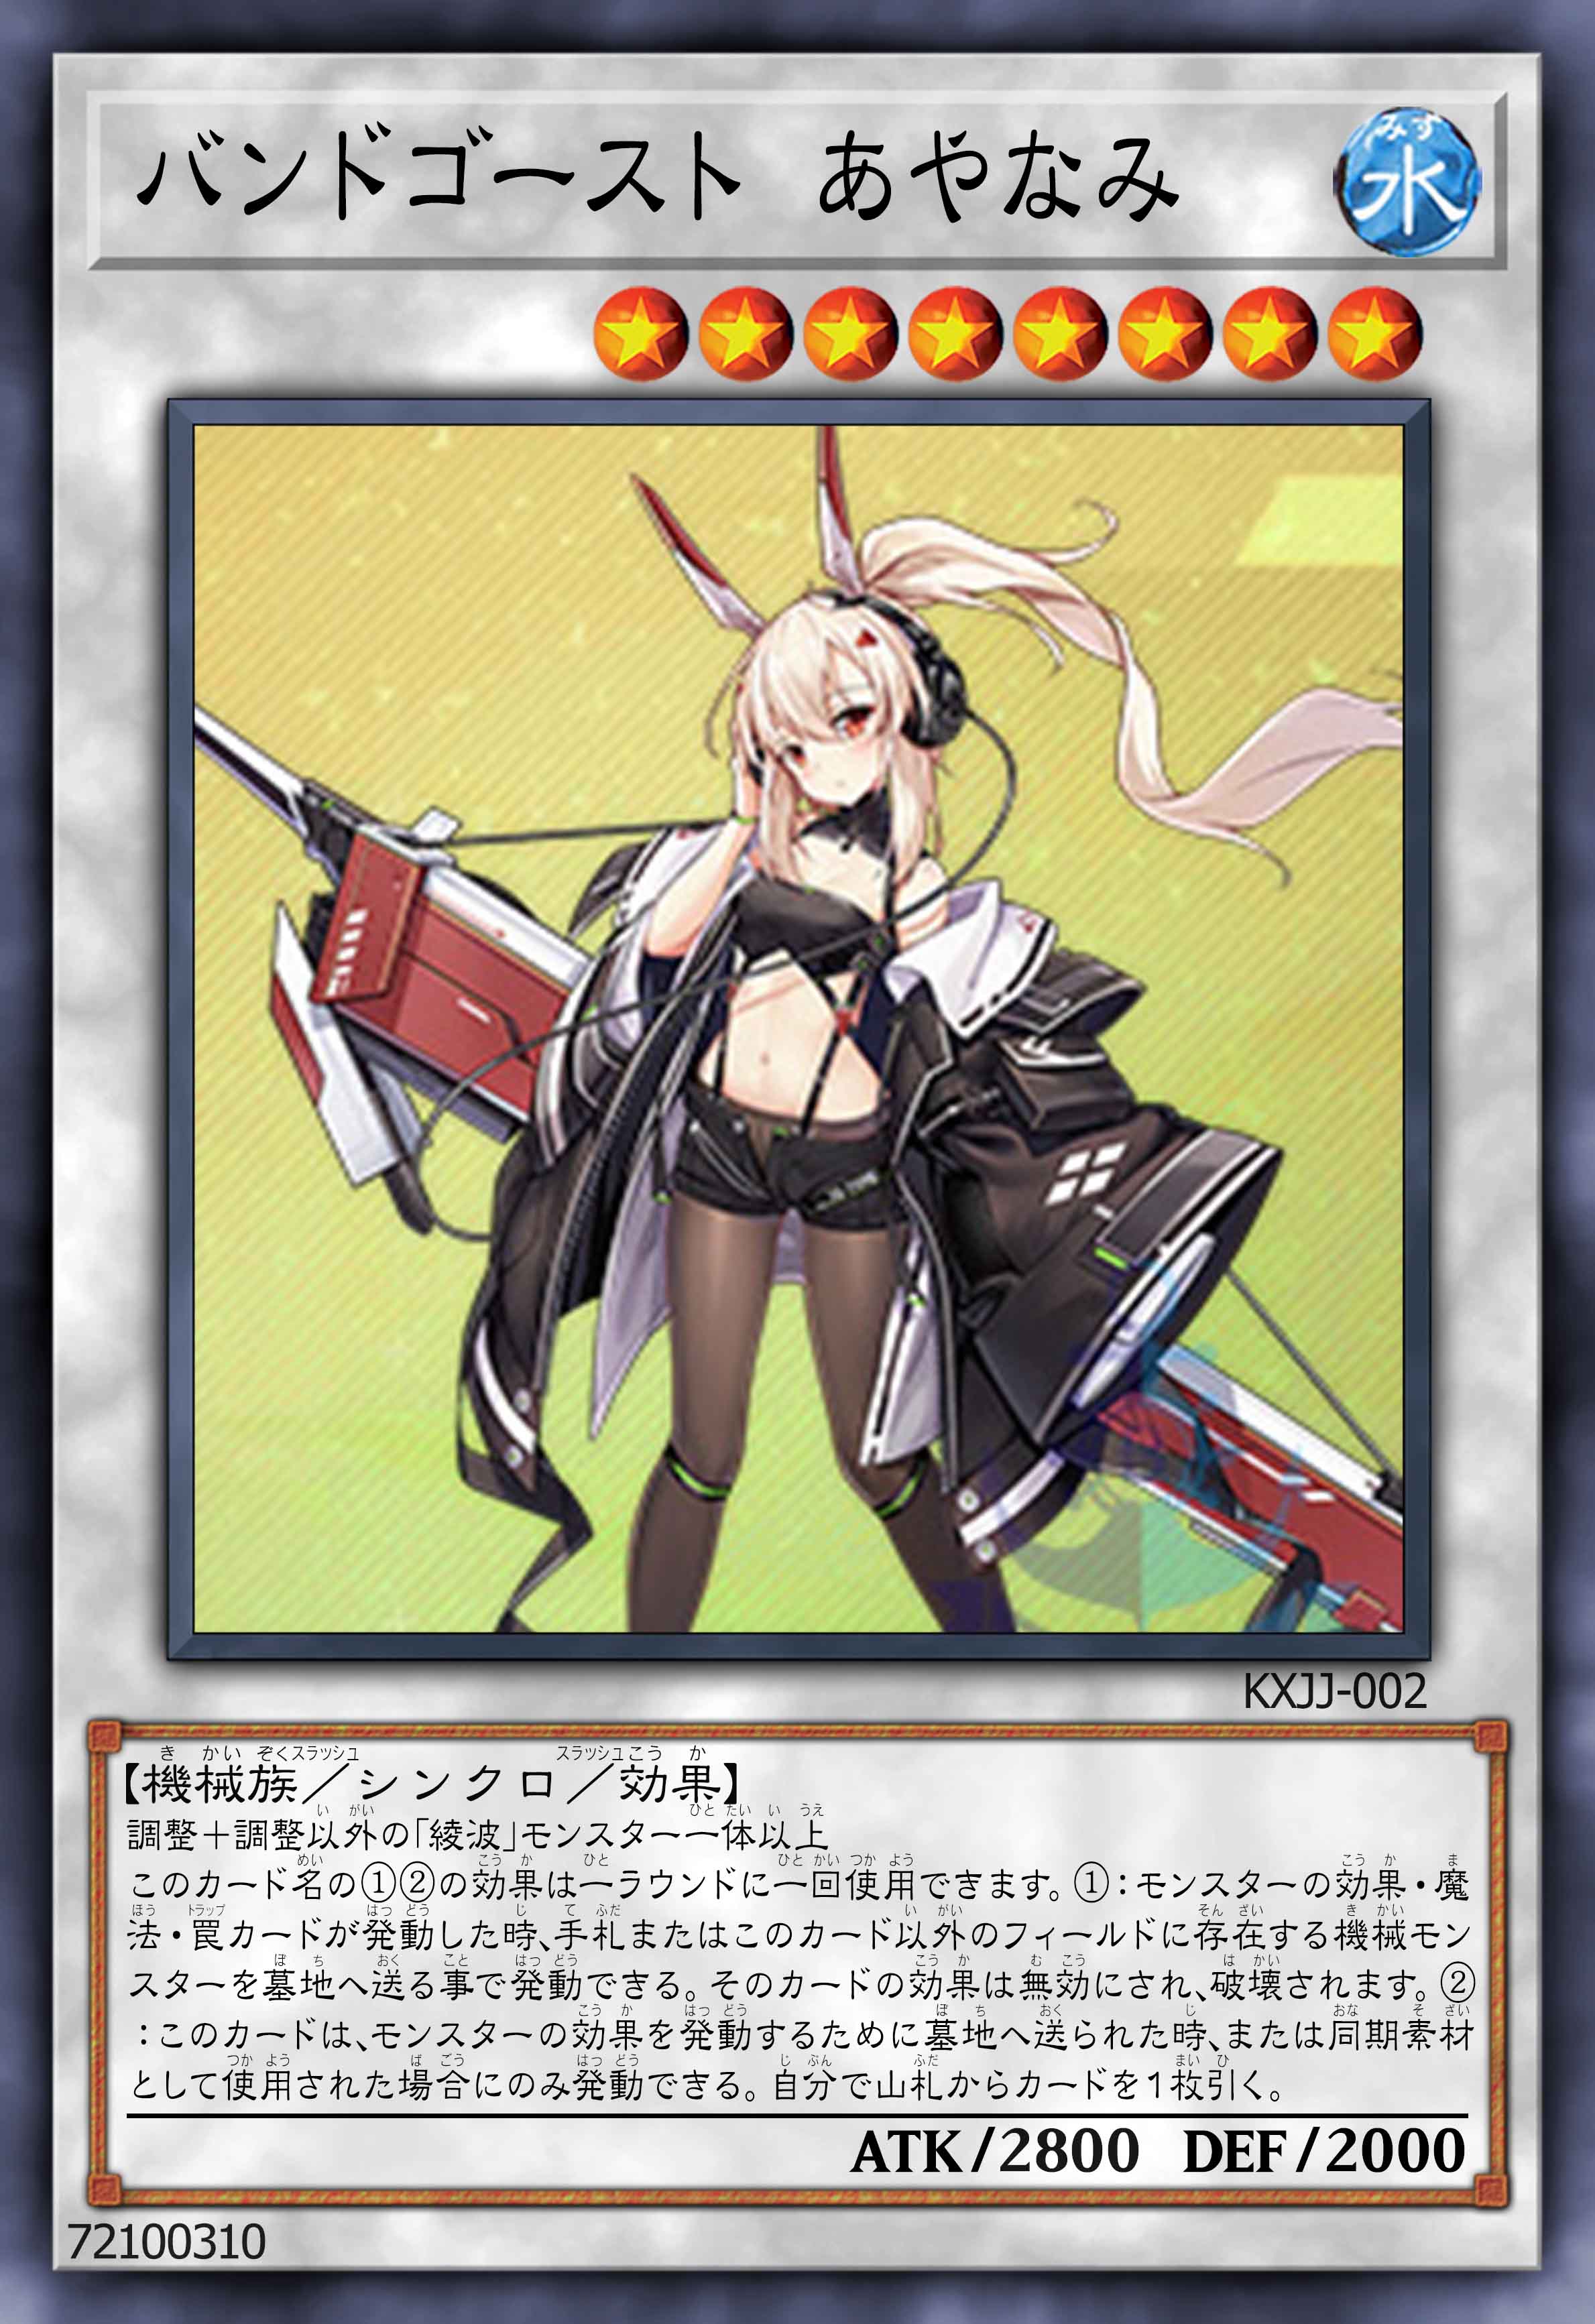 バンドゴースト あやなみ
みず
水
KXJJ-002
【機械族／シンクロ／効果】
調整＋調整以外の「綾波」モンスター一体以上
このカード名の①②の効果は一ラウンドに一回使用できます。①：モンスターの効果・魔
法・罠カードが発動した時、手札またはこのカード以外のフィールドに存在する機械モン
スターを墓地へ送る事で発動できる。そのカードの効果は無効にされ、破壊されます。②
：このカードは、モンスターの効果を発動するために墓地へ送られた時、または同期素材
として使用された場合にのみ発動できる。自分で山札からカードを1枚引く。
ATK/2800 DEF/2000
72100310